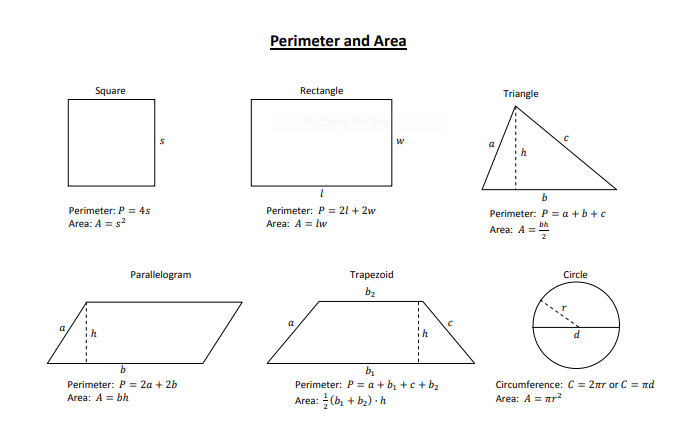 Perimeter and Area
Square
s
Perimeter: P = 4s
Area: A = s²
Rectangle
Rectangular Snip
w
l
Perimeter: P = 2l + 2w
Area: A = lw
Triangle
a
h
c
b
Perimeter: P = a + b + c
Area: A = bh/2
Parallelogram
a
h
b
Perimeter: P = 2a + 2b
Area: A = bh
Trapezoid
b₂
a
h
c
b₁
Perimeter: P = a + b₁ + c + b₂
Area: ½(b₁ + b₂) · h
Circle
r
d
Circumference: C = 2πr or C = πd
Area: A = πr²